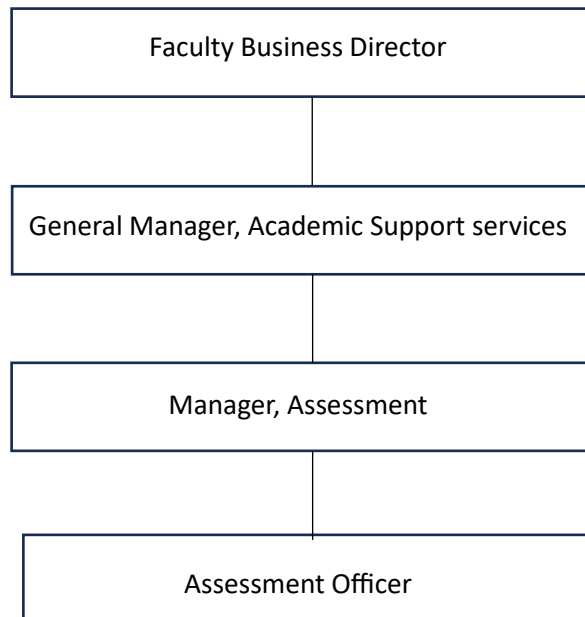 Faculty Business Director
General Manager, Academic Support services
Manager, Assessment
Assessment Officer